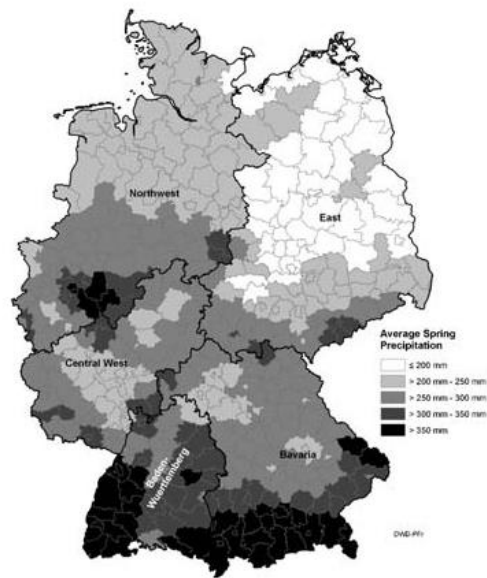 Northwest
East
Average Spring
Precipitation
≤ 200 mm
> 200 mm - 250 mm
> 250 mm - 300 mm
> 300 mm - 350 mm
> 350 mm
Central West
Baden-
Wuerttemberg
Bavaria
DWD-PFr